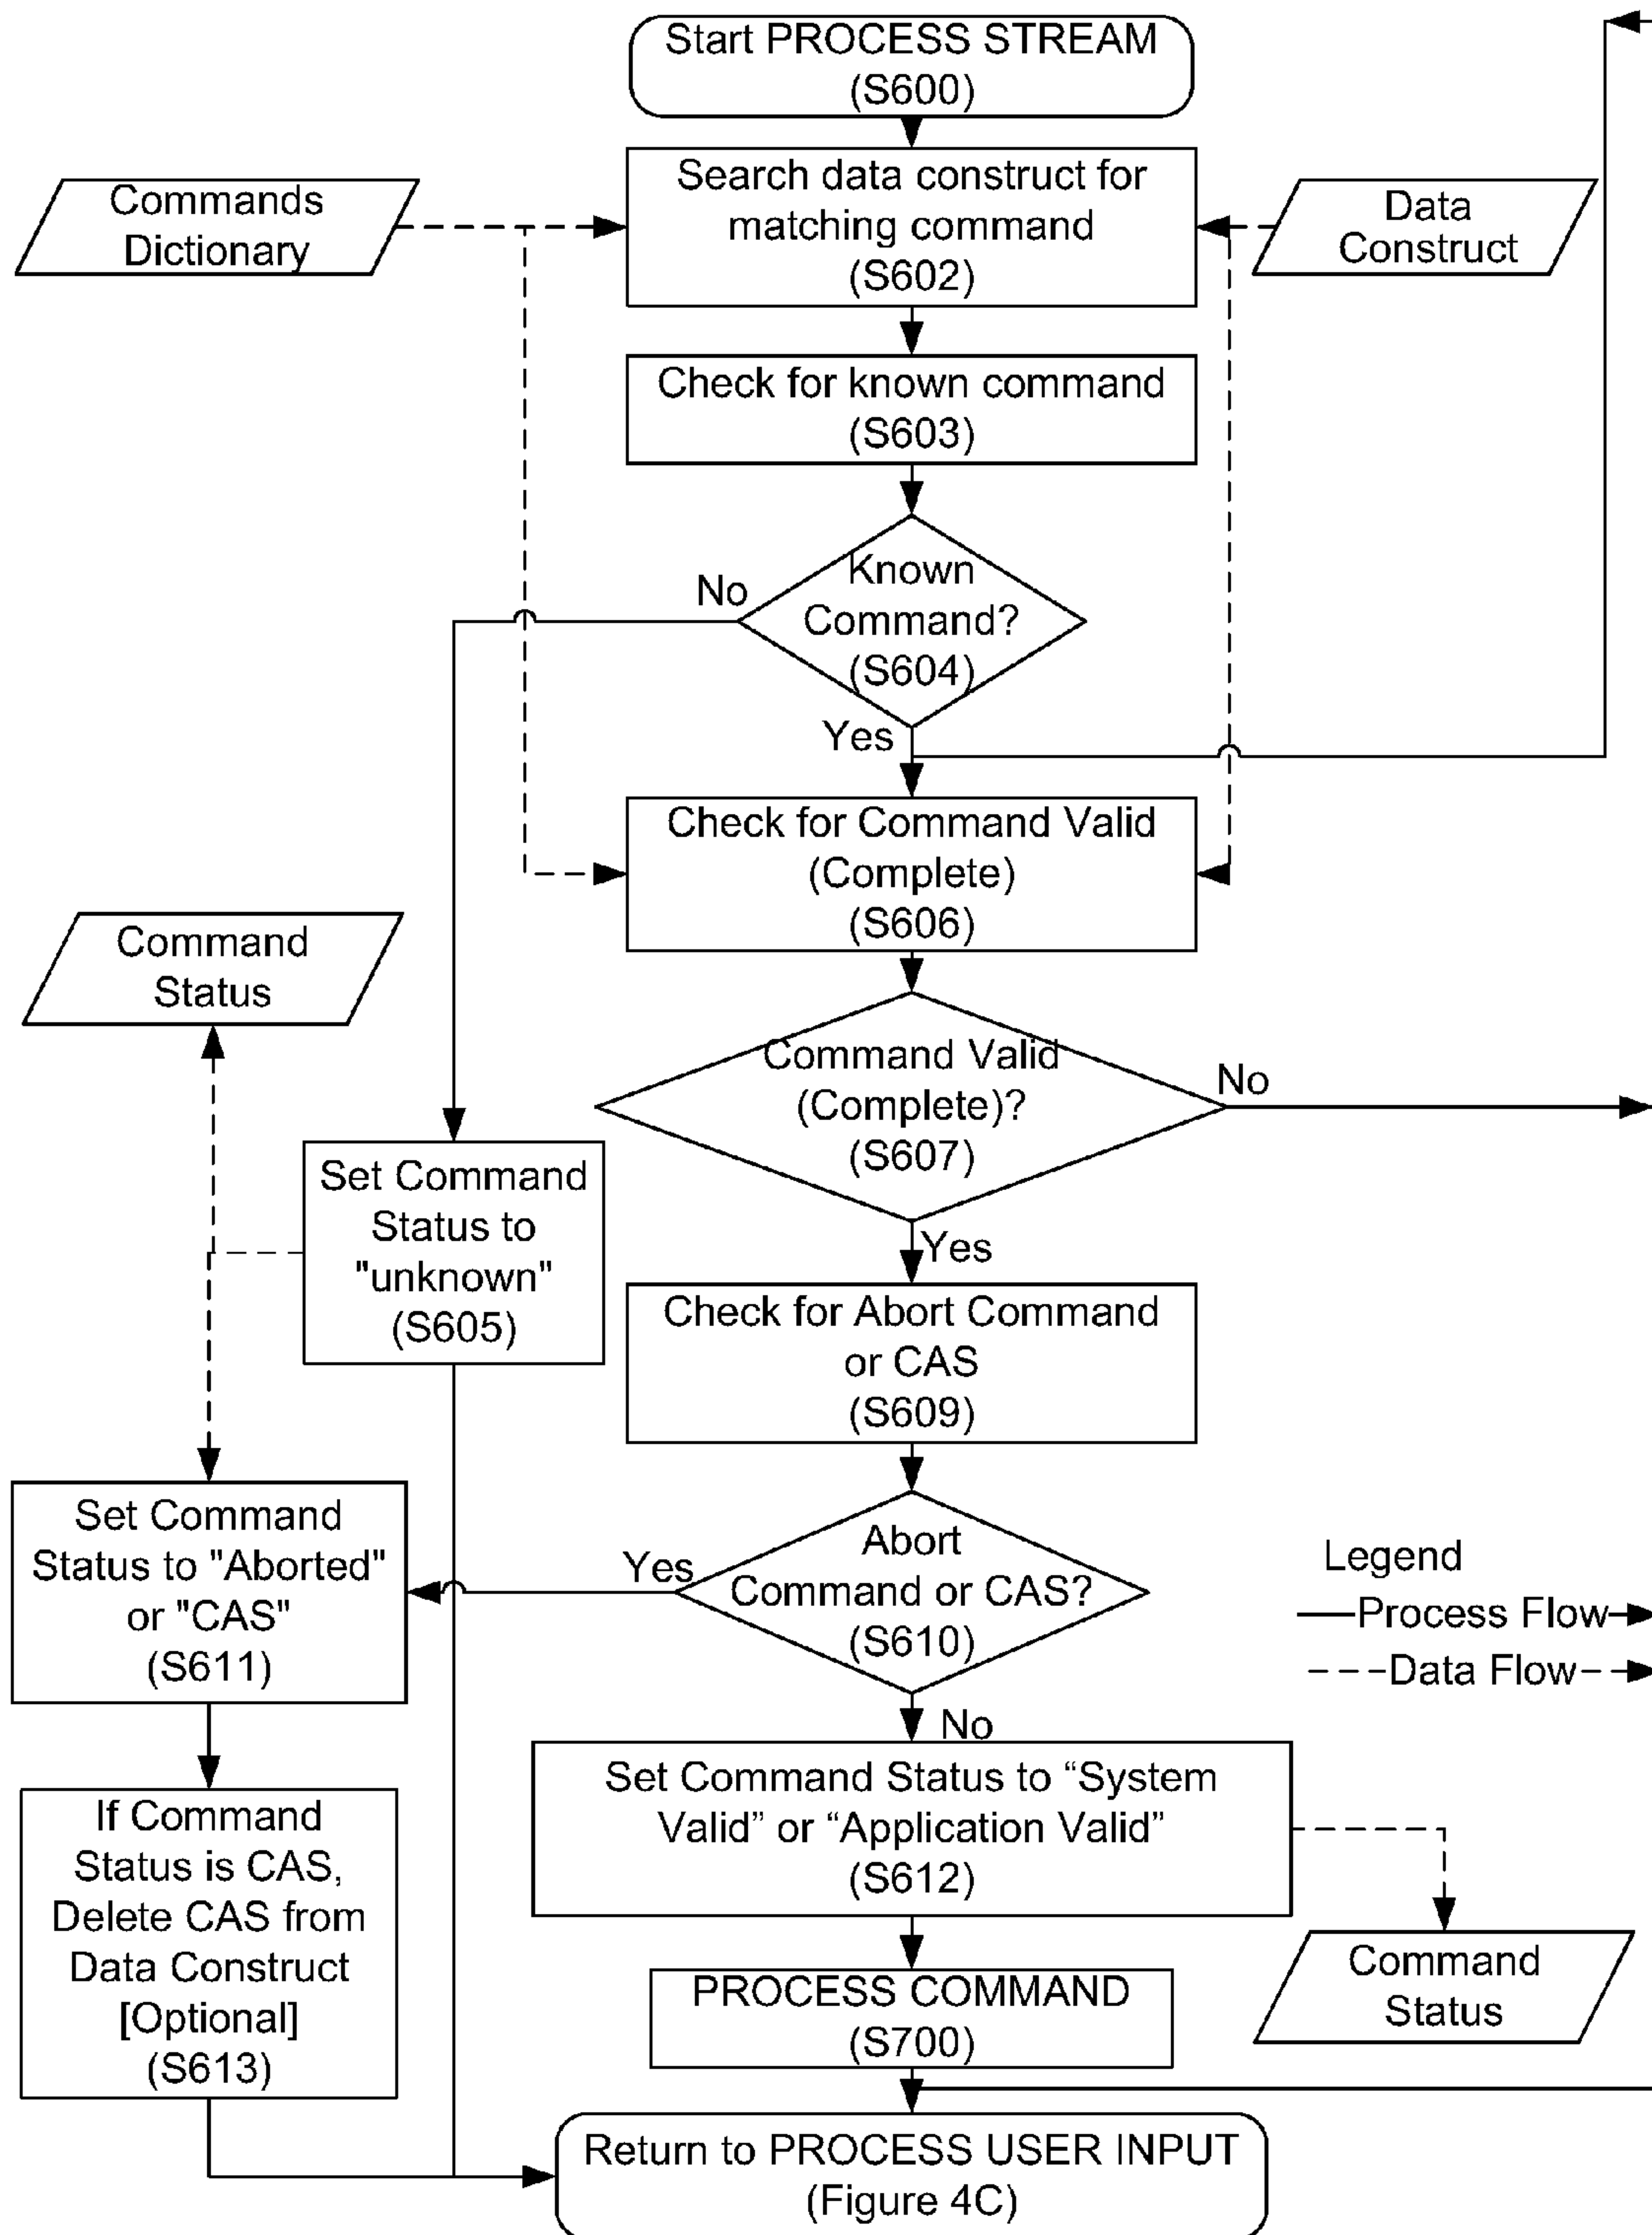 Start PROCESS STREAM
(S600)
Commands
Dictionary
Search data construct for
matching command
(S602)
Data
Construct
Check for known command
(S603)
No
Known
Command?
(S604)
Yes
Check for Command Valid
(Complete)
(S606)
Command
Status
Command Valid
(Complete)?
(S607)
No
Yes
Set Command
Status to
"unknown"
(S605)
Check for Abort Command
or CAS
(S609)
Set Command
Status to "Aborted"
or "CAS"
(S611)
Yes
Abort
Command or CAS?
(S610)
Legend
Process Flow
Data Flow
No
If Command
Status is CAS,
Delete CAS from
Data Construct
[Optional]
(S613)
Set Command Status to “System
Valid” or “Application Valid”
(S612)
Command
Status
PROCESS COMMAND
(S700)
Return to PROCESS USER INPUT
(Figure 4C)